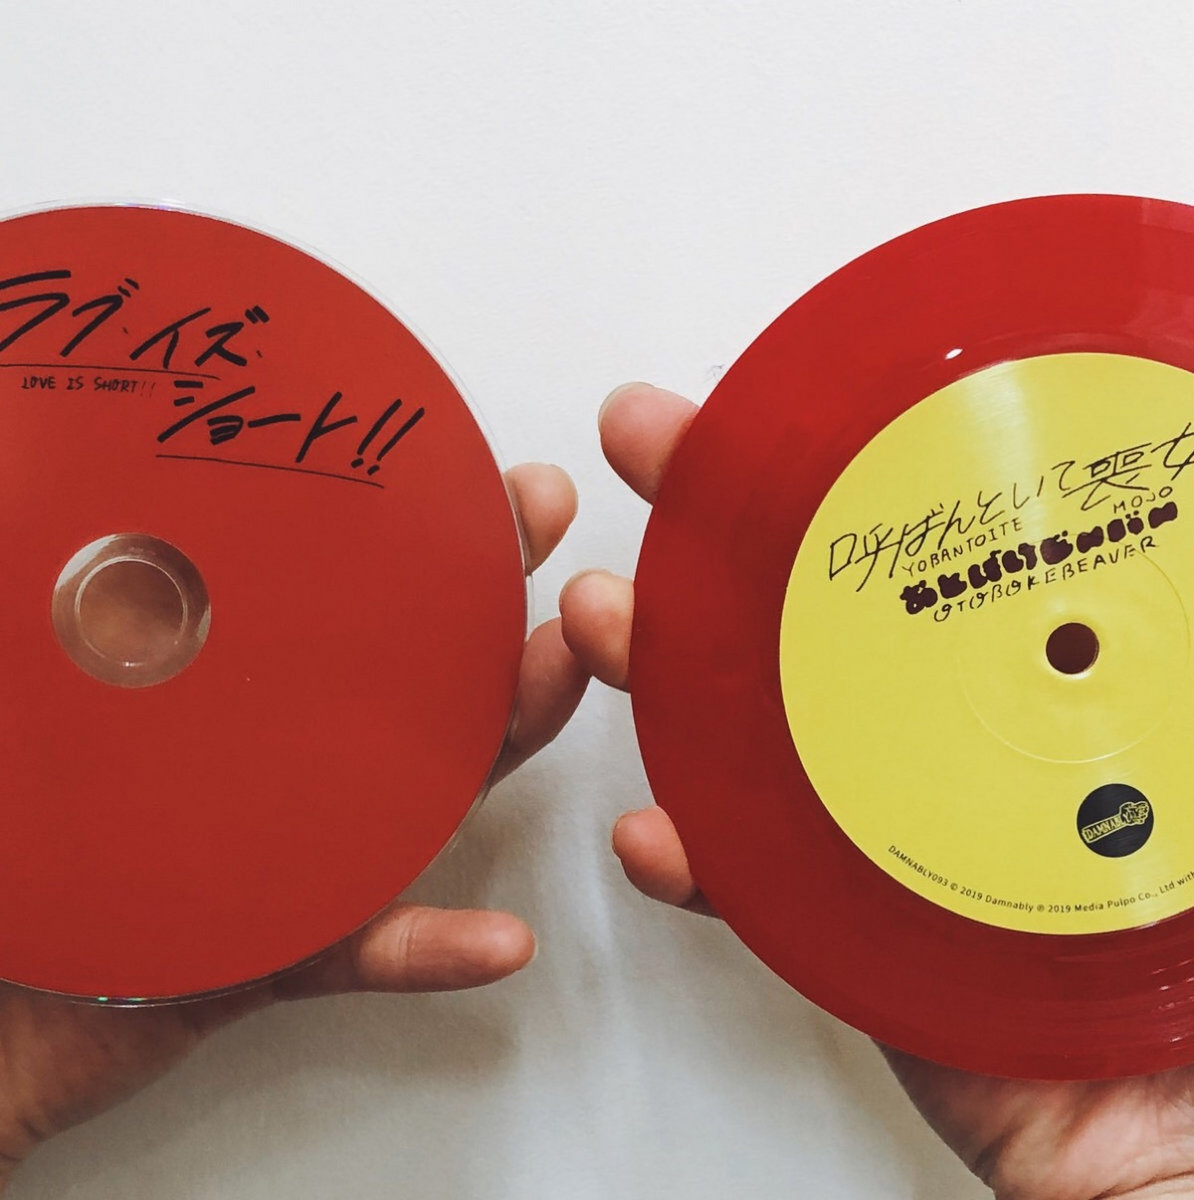 ラブ・イズ・
LOVE IS SHORT!!
ショート!!
呼ばんといて喪女
YOBANTOITE MOJO
おとぼけビ〜バ〜
OTOBOKEBEAVER
DAMNABLY
DAMNABLY093 © 2019 Damnably ℗ 2019 Media Pulpo Co., Ltd with